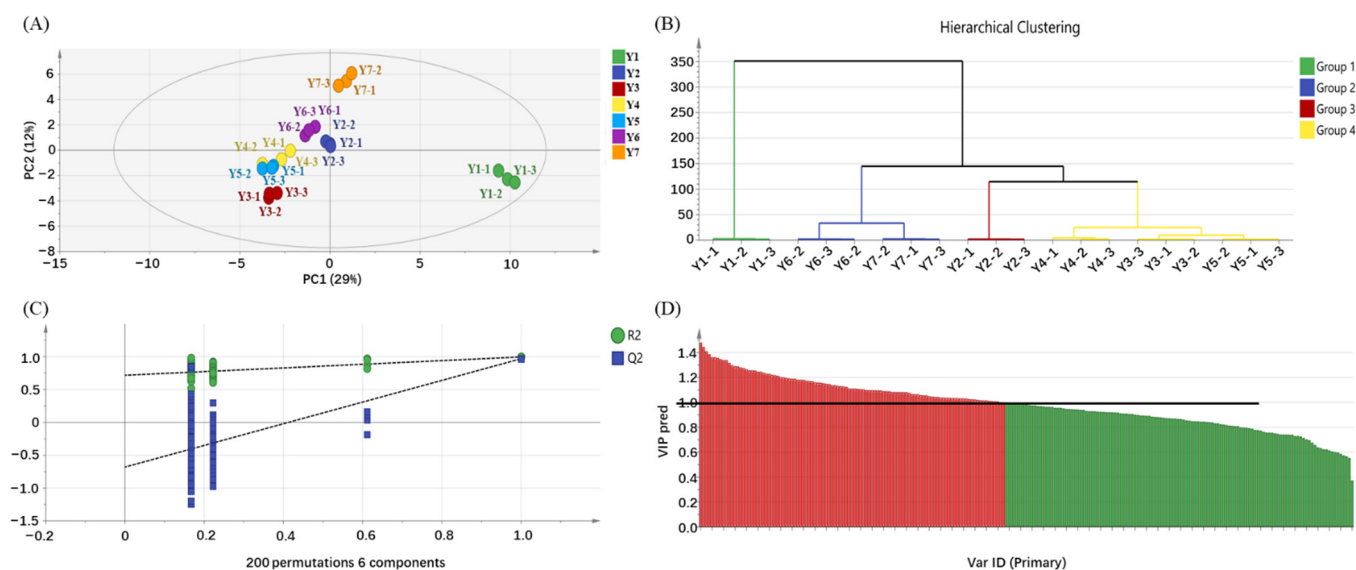 (A)
PC2 (12%)
6
4
2
0
−2
−4
−6
−8
−15
−10
−5
0
5
10
PC1 (29%)
Y7-2
Y7-3
Y7-1
Y6-3
Y6-1
Y6-2
Y2-2
Y2-1
Y2-3
Y4-2
Y4-1
Y4-3
Y5-2
Y5-1
Y5-3
Y3-1
Y3-3
Y3-2
Y1-1
Y1-3
Y1-2
Y1
Y2
Y3
Y4
Y5
Y6
Y7
(B)
Hierarchical Clustering
350
300
250
200
150
100
50
0
Y1-1
Y1-2
Y1-3
Y6-2
Y6-3
Y6-2
Y7-2
Y7-1
Y7-3
Y2-1
Y2-2
Y2-3
Y4-1
Y4-2
Y4-3
Y3-3
Y3-1
Y3-2
Y5-2
Y5-1
Y5-3
Group 1
Group 2
Group 3
Group 4
(C)
1.0
0.5
0
−0.5
−1.0
−1.5
−0.2
0
0.2
0.4
0.6
0.8
1.0
200 permutations 6 components
R2
Q2
(D)
VIP pred
1.4
1.2
1.0
0.8
0.6
0.4
0.2
0.0
Var ID (Primary)